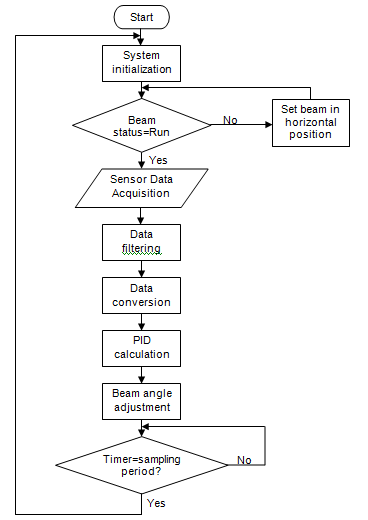 Start
System
initialization
Beam
status=Run
No
Set beam in
horizontal
position
Yes
Sensor Data
Acquisition
Data
filtering
Data
conversion
PID
calculation
Beam angle
adjustment
Timer=sampling
period?
No
Yes